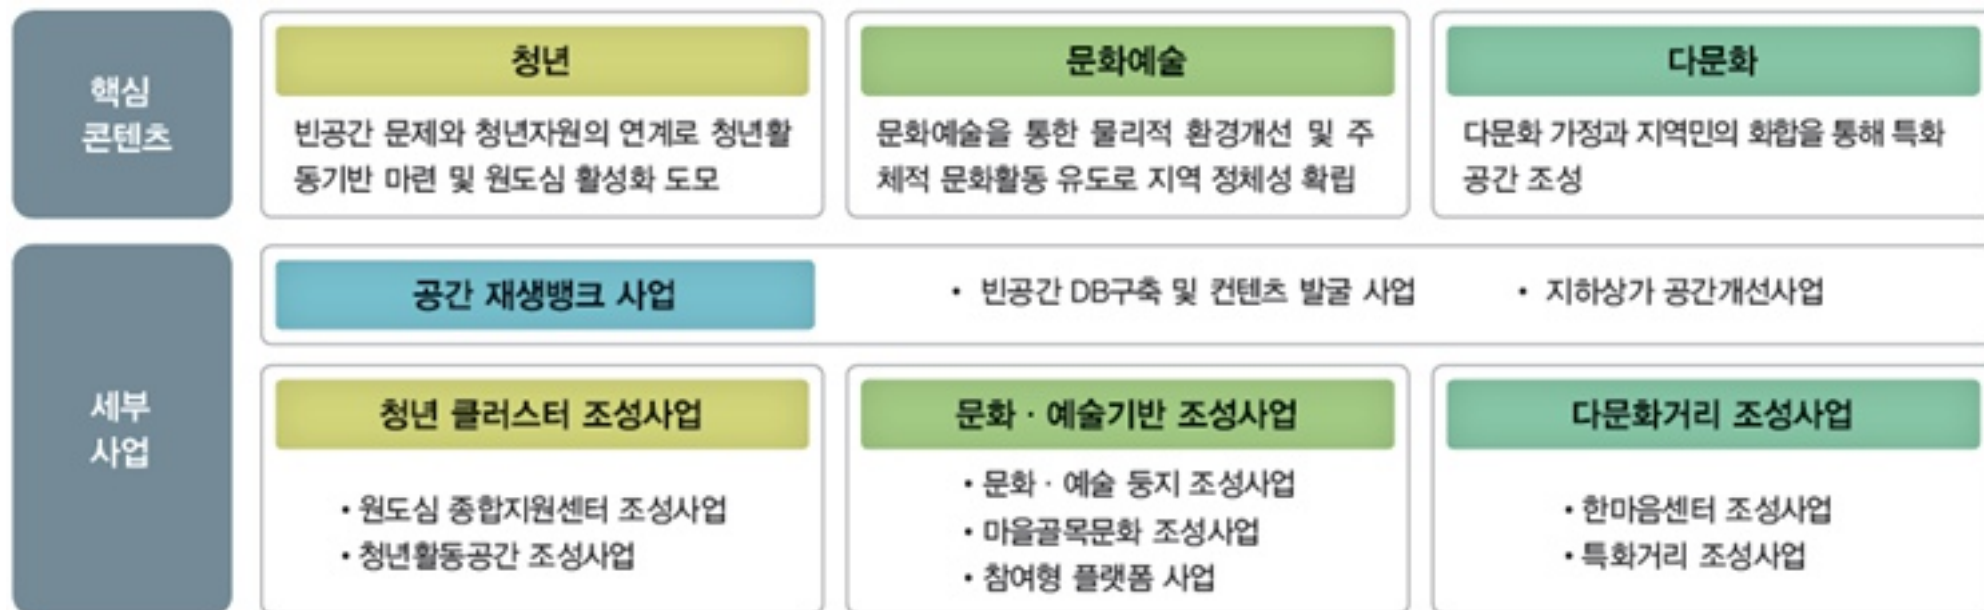 핵심
콘텐츠
청년
빈공간 문제와 청년자원의 연계로 청년활
동기반 마련 및 원도심 활성화 도모
문화예술
문화예술을 통한 물리적 환경개선 및 주
체적 문화활동 유도로 지역 정체성 확립
다문화
다문화 가정과 지역민의 화합을 통해 특화
공간 조성
세부
사업
공간 재생뱅크 사업
• 빈공간 DB구축 및 컨텐츠 발굴 사업
• 지하상가 공간개선사업
청년 클러스터 조성사업
• 원도심 종합지원센터 조성사업
• 청년활동공간 조성사업
문화 · 예술기반 조성사업
• 문화 · 예술 둥지 조성사업
• 마을골목문화 조성사업
• 참여형 플랫폼 사업
다문화거리 조성사업
• 한마음센터 조성사업
• 특화거리 조성사업